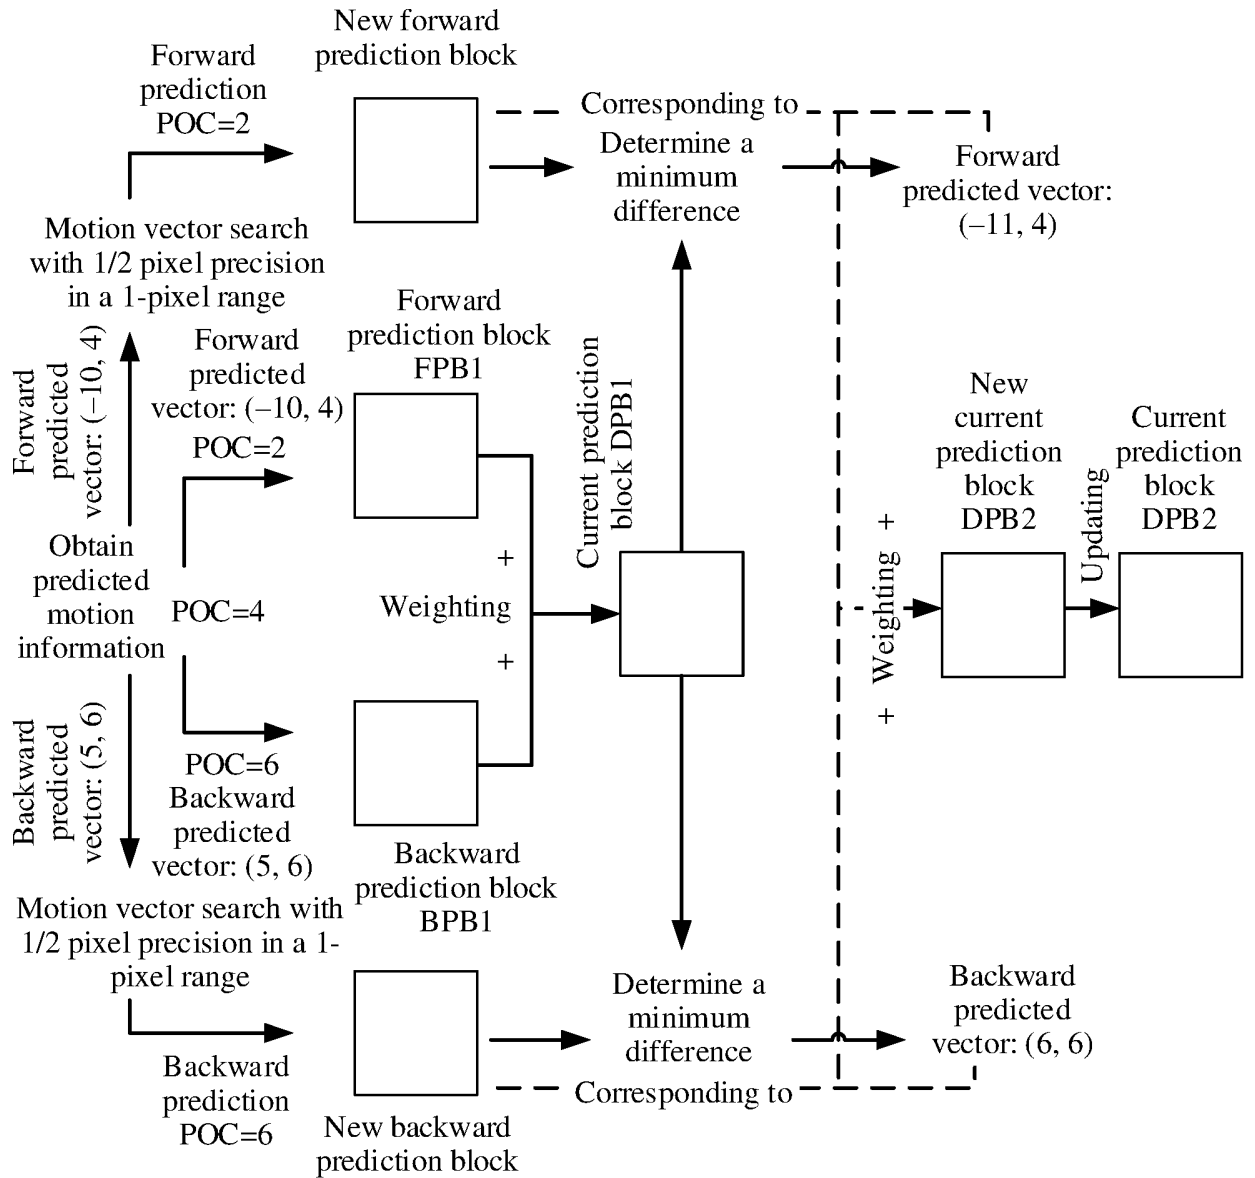 New forward
prediction block
Forward
prediction
POC=2
Corresponding to
Determine a
minimum
difference
Forward
predicted vector:
(–11, 4)
Motion vector search
with 1/2 pixel precision
in a 1-pixel range
Forward
predicted
vector: (–10, 4)
Forward
predicted
vector: (–10, 4)
POC=2
Forward
prediction block
FPB1
Current prediction
block DPB1
New
current
prediction
block
DPB2
Current
prediction
block
DPB2
Updating
Obtain
predicted
motion
information
POC=4
+
Weighting
+
+
Weighting
+
Backward
predicted
vector: (5, 6)
POC=6
Backward
predicted
vector: (5, 6)
Backward
prediction block
BPB1
Motion vector search with
1/2 pixel precision in a 1-
pixel range
Determine a
minimum
difference
Backward
predicted
vector: (6, 6)
Corresponding to
Backward
prediction
POC=6
New backward
prediction block